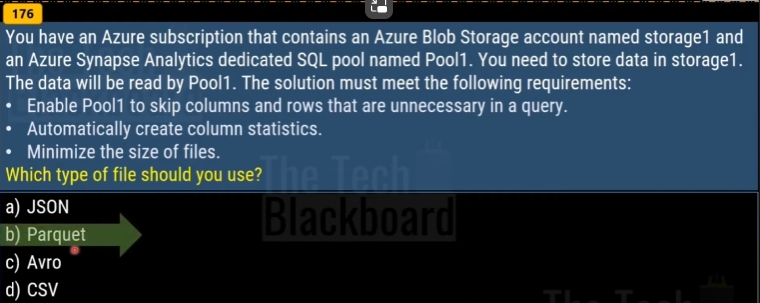 176
You have an Azure subscription that contains an Azure Blob Storage account named storage1 and
an Azure Synapse Analytics dedicated SQL pool named Pool1. You need to store data in storage1.
The data will be read by Pool1. The solution must meet the following requirements:
• Enable Pool1 to skip columns and rows that are unnecessary in a query.
• Automatically create column statistics.
• Minimize the size of files.
Which type of file should you use?
The Tech
Blackboard
a) JSON
b) Parquet
c) Avro
d) CSV
The Tech